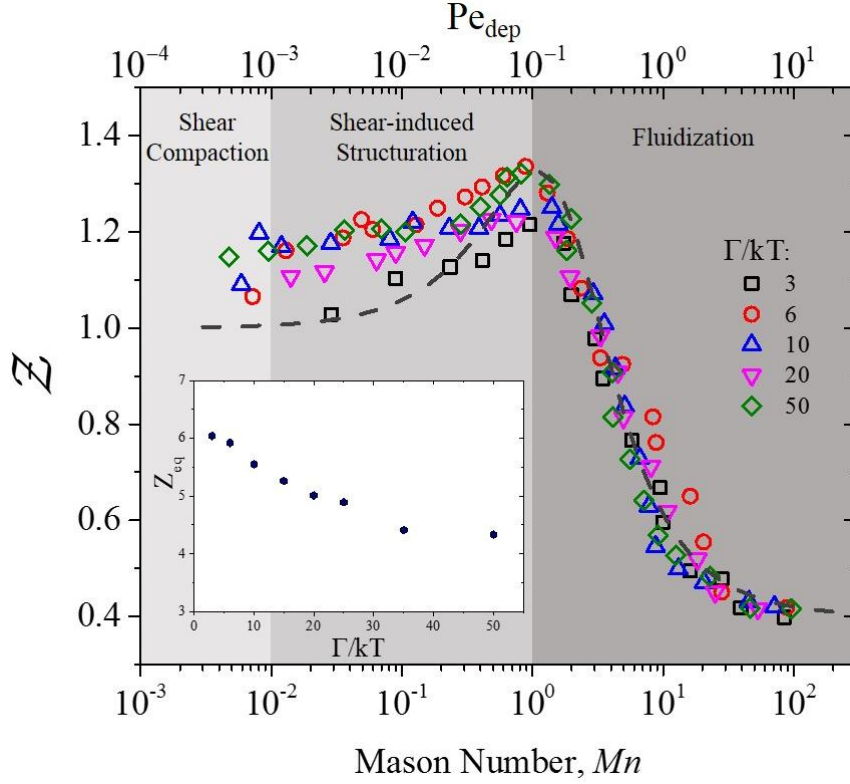 Pe_dep
10^-4 10^-3 10^-2 10^-1 10^0 10^1
Shear
Compaction
Shear-induced
Structuration
Fluidization
1.4
1.2
1.0
0.8
0.6
0.4
Z
Γ/kT:
3
6
10
20
50
7
6
5
4
3
Z_eq
0 10 20 30 40 50
Γ/kT
10^-3 10^-2 10^-1 10^0 10^1 10^2
Mason Number, Mn